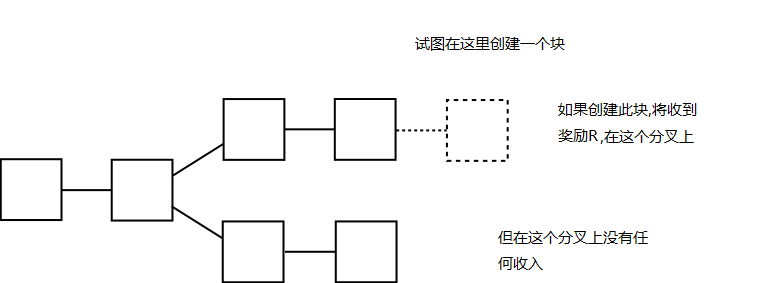 试图在这里创建一个块
如果创建此块,将收到
奖励R ,在这个分叉上
但在这个分叉上没有任
何收入